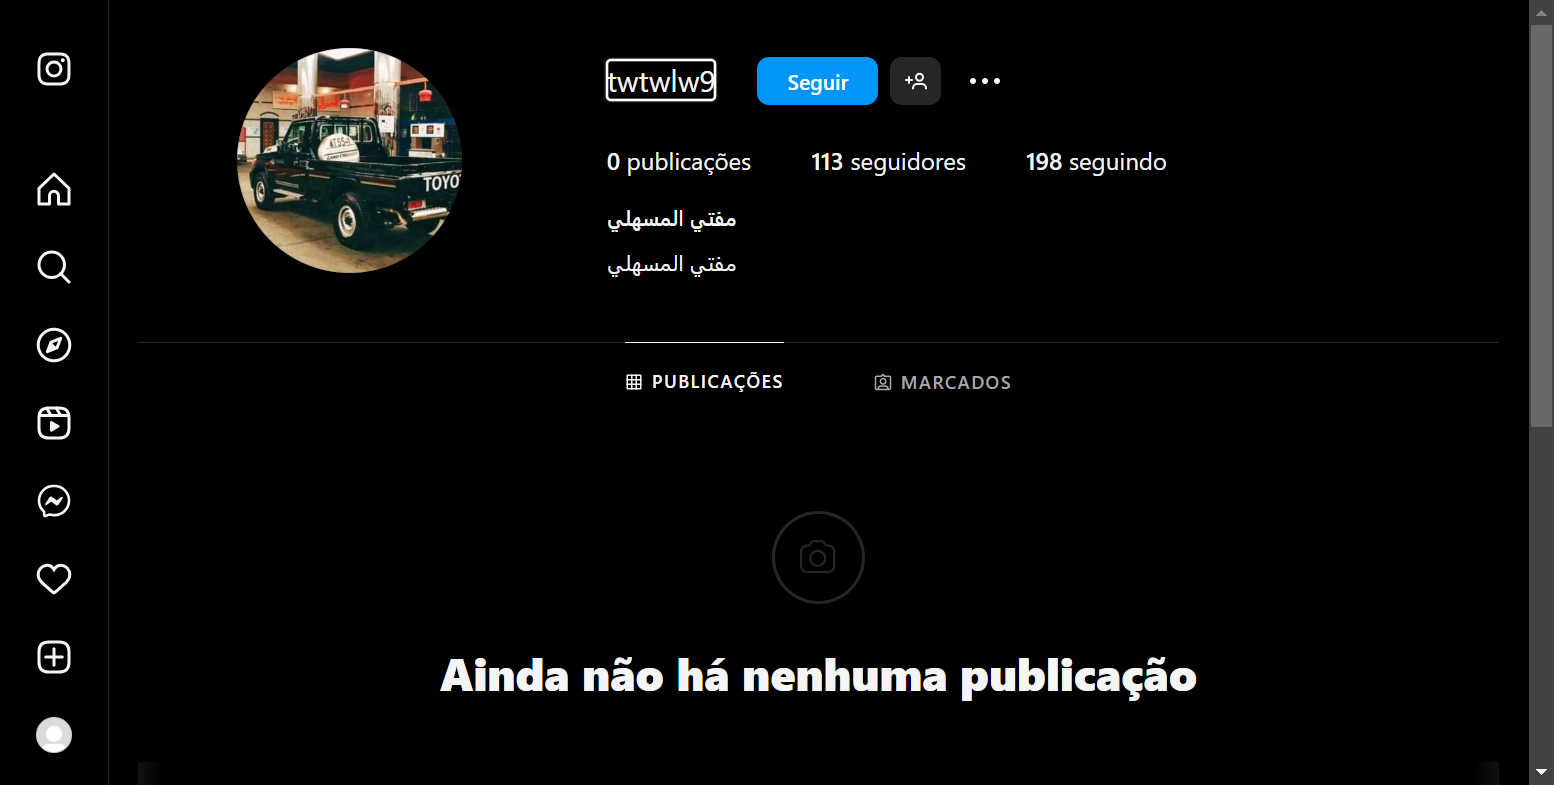 twtwlw9
Seguir
0 publicações 113 seguidores 198 seguindo
مفتي المسهلي
مفتي المسهلي
PUBLICAÇÕES MARCADOS
Ainda não há nenhuma publicação